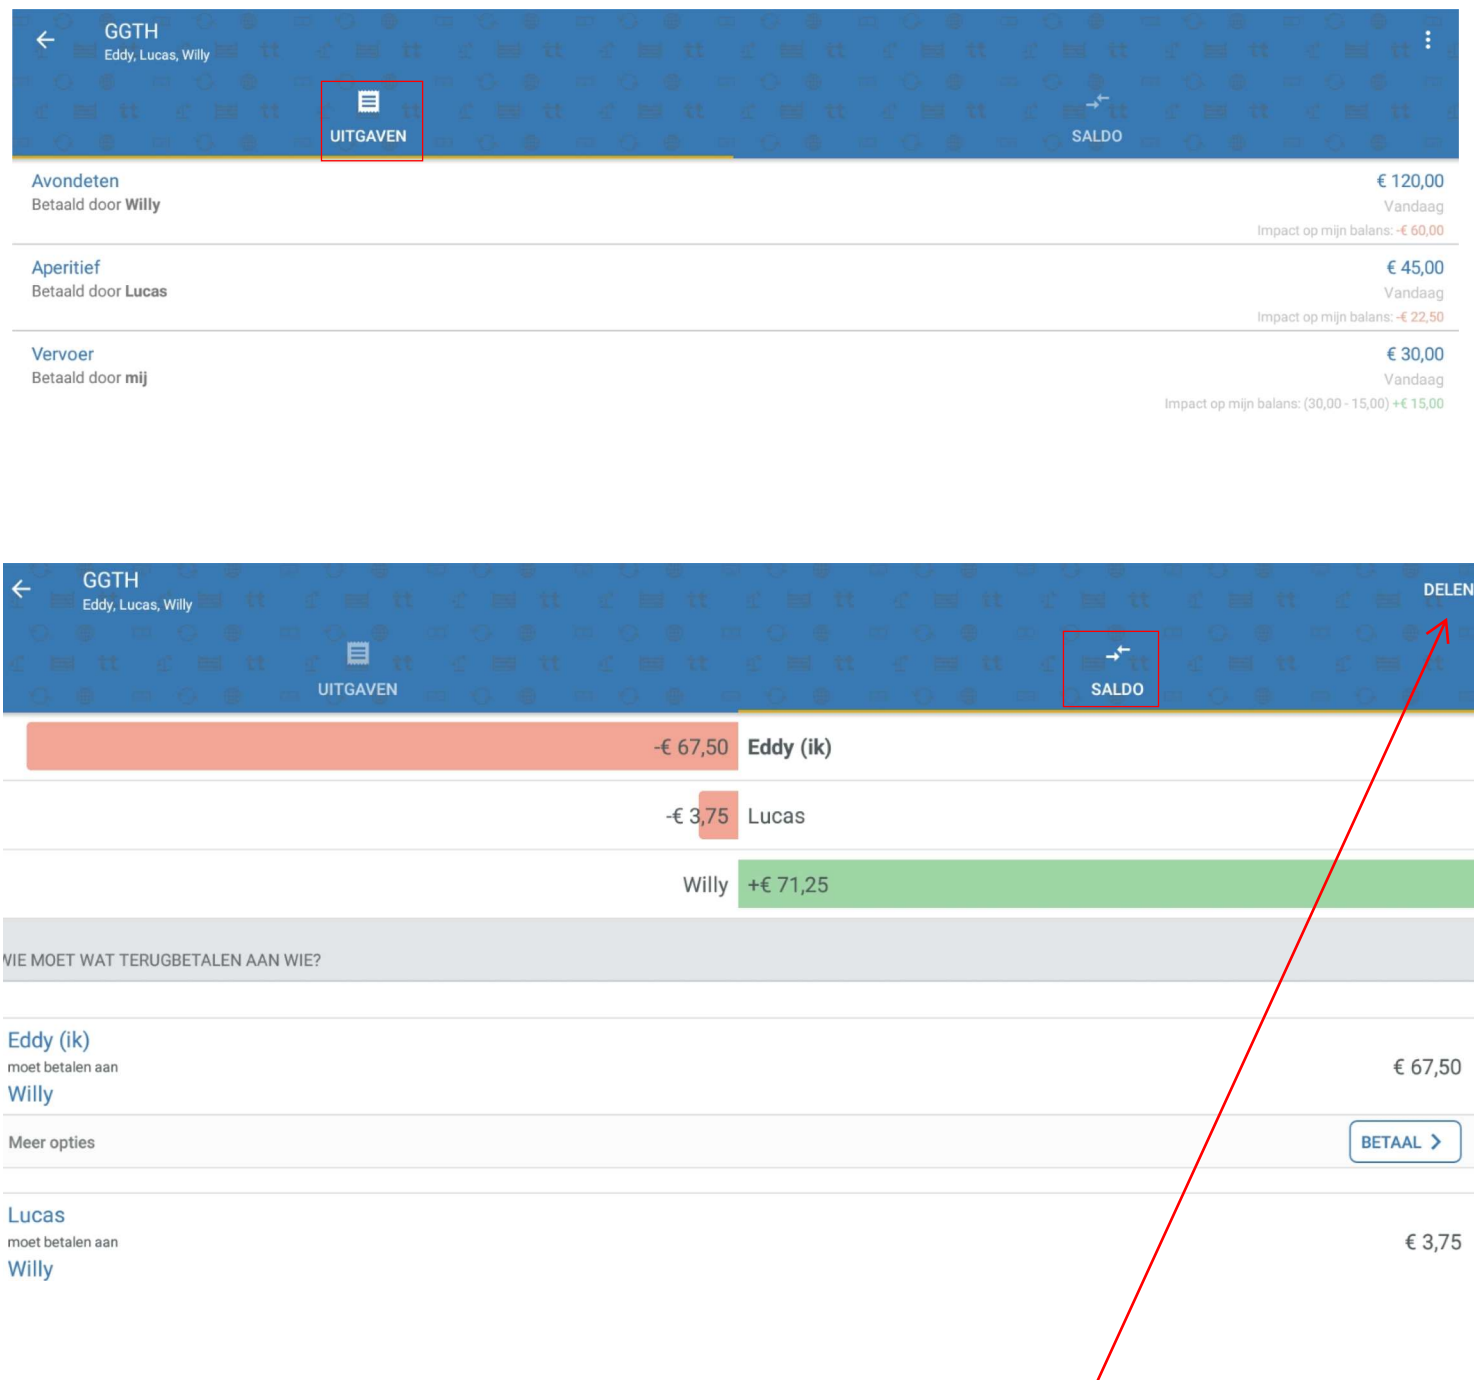 GGTH
Eddy, Lucas, Willy
UITGAVEN
SALDO
Avondeten
€ 120,00
Betaald door Willy
Vandaag
Impact op mijn balans: -€ 60,00
Aperitief
€ 45,00
Betaald door Lucas
Vandaag
Impact op mijn balans: -€ 22,50
Vervoer
€ 30,00
Betaald door mij
Vandaag
Impact op mijn balans: (30,00 - 15,00) +€ 15,00
GGTH
Eddy, Lucas, Willy
DELEN
UITGAVEN
SALDO
-€ 67,50 Eddy (ik)
-€ 3,75 Lucas
Willy +€ 71,25
WIE MOET WAT TERUGBETALEN AAN WIE?
Eddy (ik)
moet betalen aan
€ 67,50
Willy
Meer opties
BETAAL
Lucas
moet betalen aan
€ 3,75
Willy